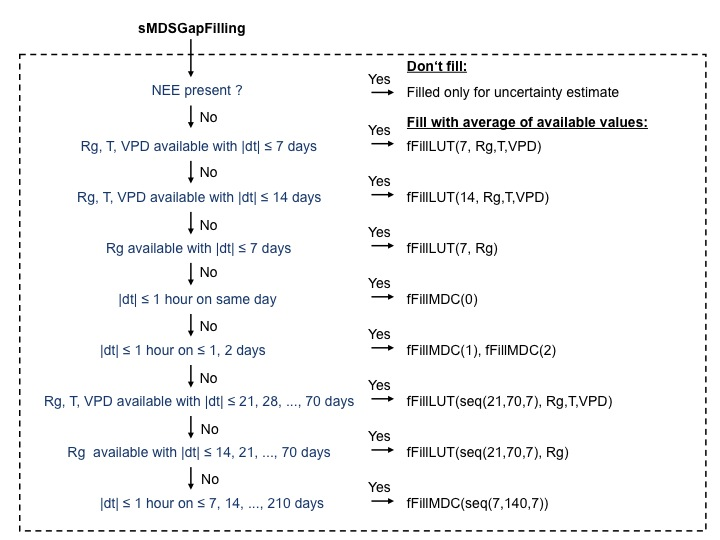 sMDSGapFilling
Don't fill:
NEE present ?
Yes
Filled only for uncertainty estimate
No
Fill with average of available values:
Rg, T, VPD available with |dt| ≤ 7 days
Yes
fFillLUT(7, Rg,T,VPD)
No
Rg, T, VPD available with |dt| ≤ 14 days
Yes
fFillLUT(14, Rg,T,VPD)
No
Rg available with |dt| ≤ 7 days
Yes
fFillLUT(7, Rg)
No
|dt| ≤ 1 hour on same day
Yes
fFillMDC(0)
No
|dt| ≤ 1 hour on ≤ 1, 2 days
Yes
fFillMDC(1), fFillMDC(2)
No
Rg, T, VPD available with |dt| ≤ 21, 28, ..., 70 days
Yes
fFillLUT(seq(21,70,7), Rg,T,VPD)
No
Rg available with |dt| ≤ 14, 21, ..., 70 days
Yes
fFillLUT(seq(21,70,7), Rg)
No
|dt| ≤ 1 hour on ≤ 7, 14, ..., 210 days
Yes
fFillMDC(seq(7,140,7))